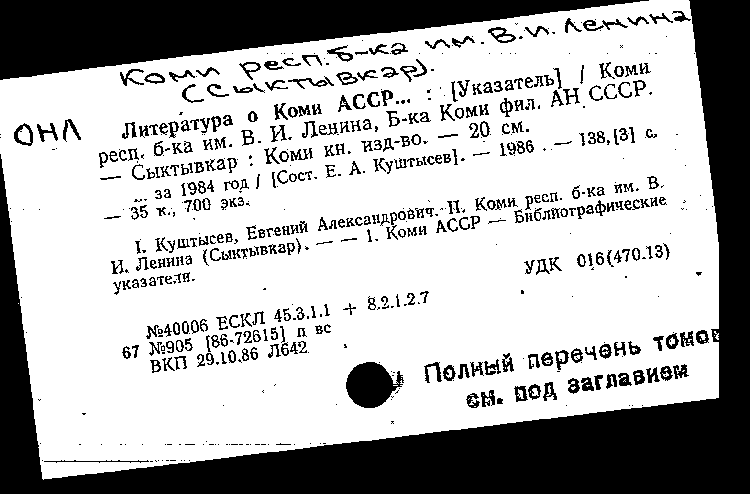 Коми респ. б-ка им. В.И. Ленина
(Сыктывкар).
ОНЛ
Литература о Коми АССР... : [Указатель] / Коми
респ. б-ка им. В. И. Ленина, Б-ка Коми фил. АН СССР.
— Сыктывкар : Коми кн. изд-во. — 20 см.
... за 1984 год / [Сост. Е. А. Куштысев]. — 1986 . — 138,[3] с.
— 35 к., 700 экз.
I. Куштысев, Евгений Александрович. II. Коми респ. б-ка им. В.
И. Ленина (Сыктывкар). — — 1. Коми АССР — Библиографические
указатели.
УДК 016(470.13)
№40006 ЕСКЛ 45.3.1.1 + 8.2.1.2.7
67 №905 [86-72615] п вс
ВКП 29.10.86 Л642
Полный перечень томов
см. под заглавием